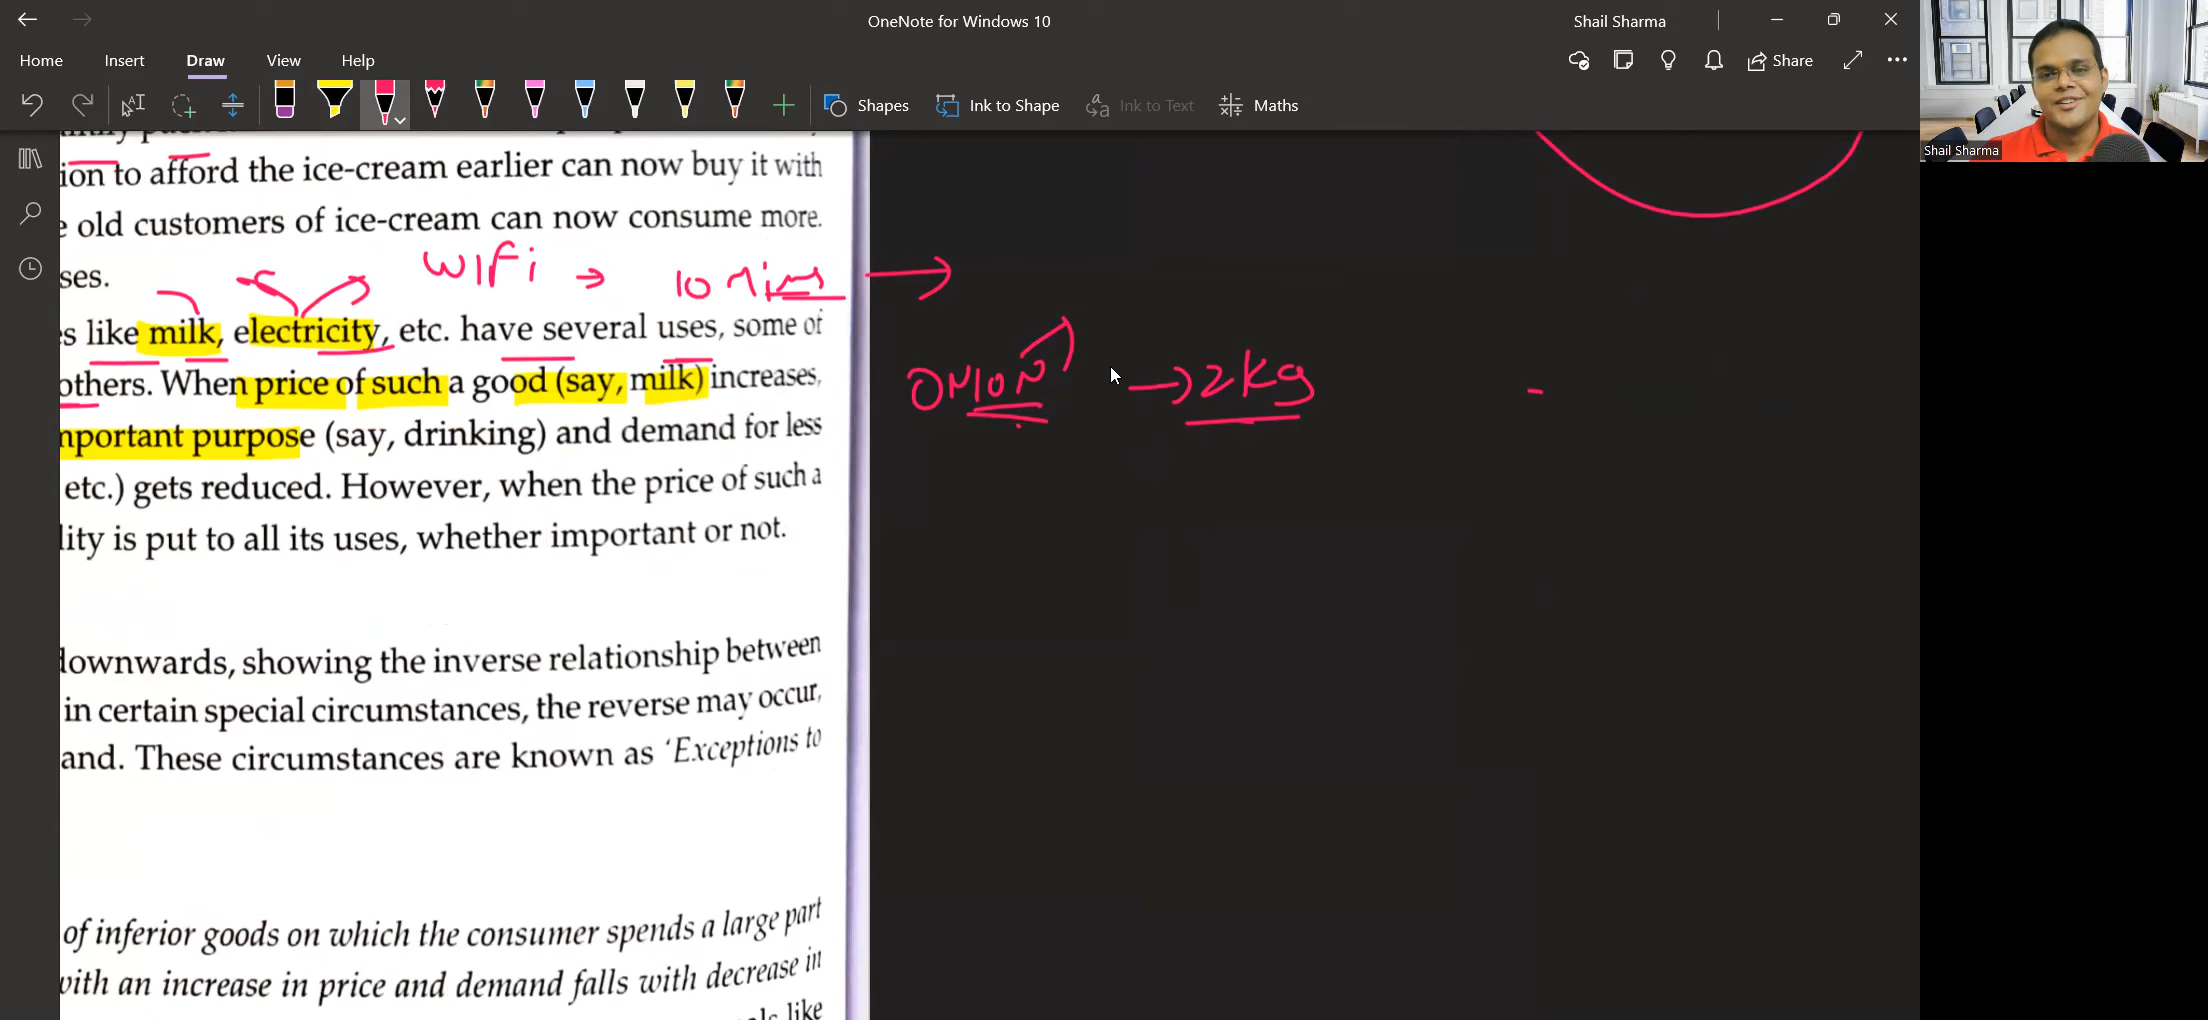 OneNote for Windows 10
Shail Sharma
Home Insert Draw View Help
Share
Shapes Ink to Shape Ink to Text Maths
Shail Sharma
ion to afford the ice-cream earlier can now buy it with
old customers of ice-cream can now consume more.
ses.
WIFI → 10 Mins →
s like milk, electricity, etc. have several uses, some of
others. When price of such a good (say, milk) increases,
ONION → 2 Kg
mportant purpose (say, drinking) and demand for less
etc.) gets reduced. However, when the price of such a
lity is put to all its uses, whether important or not.
downwards, showing the inverse relationship between
in certain special circumstances, the reverse may occur,
and. These circumstances are known as 'Exceptions to
of inferior goods on which the consumer spends a large part
with an increase in price and demand falls with decrease in
like